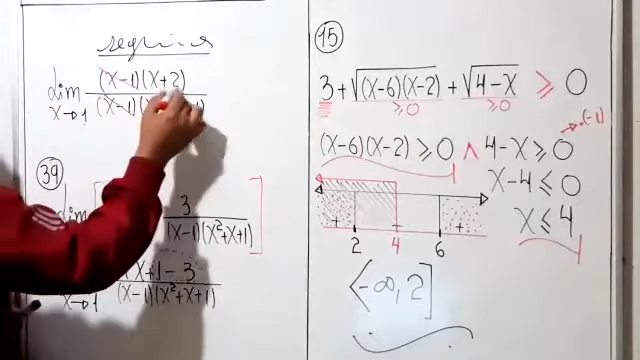 lim (x-1)(x+2)
x→1 (x-1)(x
39
lim [ 3 / (x-1)(x²+x+1) ]
x+1-3
x→1 (x-1)(x²+x+1)
15
3+√(x-6)(x-2) + √4-x ≥ 0
≥0 ≥0
(x-6)(x-2) ≥ 0 ∧ 4-x ≥ 0 .(-1)
x-4 ≤ 0
x ≤ 4
+ - +
2 4 6
⟨-∞, 2]